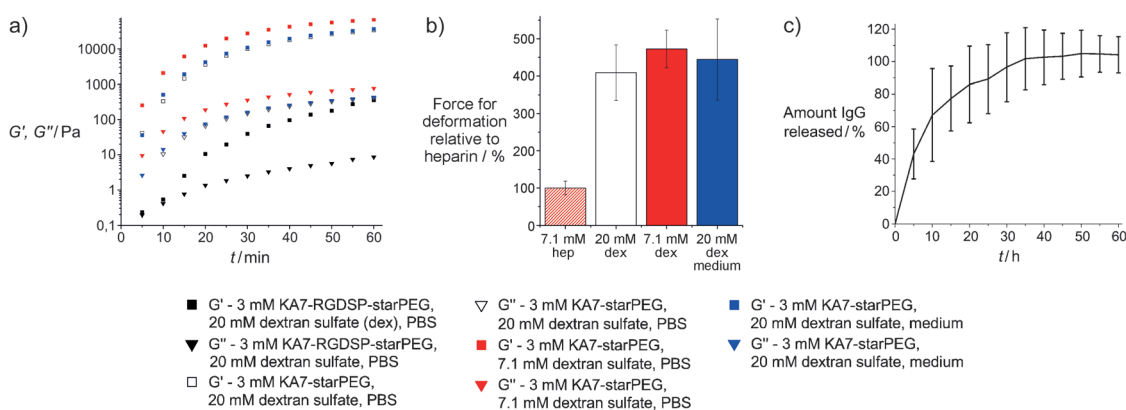 a)
G', G''/Pa
10000
1000
100
10
1
0,1
0
10
20
30
40
50
60
t/min
b)
Force for
deformation
relative to
heparin / %
450
400
300
200
100
0
7.1 mM
hep
20 mM
dex
7.1 mM
dex
20 mM
dex
medium
c)
Amount IgG
released / %
120
100
80
60
40
20
0
0
10
20
30
40
50
60
t/h
G' - 3 mM KA7-RGDSP-starPEG,
20 mM dextran sulfate (dex), PBS
G'' - 3 mM KA7-RGDSP-starPEG,
20 mM dextran sulfate, PBS
G' - 3 mM KA7-starPEG,
20 mM dextran sulfate, PBS
G'' - 3 mM KA7-starPEG,
20 mM dextran sulfate, PBS
G' - 3 mM KA7-starPEG,
7.1 mM dextran sulfate, PBS
G'' - 3 mM KA7-starPEG,
7.1 mM dextran sulfate, PBS
G' - 3 mM KA7-starPEG,
20 mM dextran sulfate, medium
G'' - 3 mM KA7-starPEG,
20 mM dextran sulfate, medium